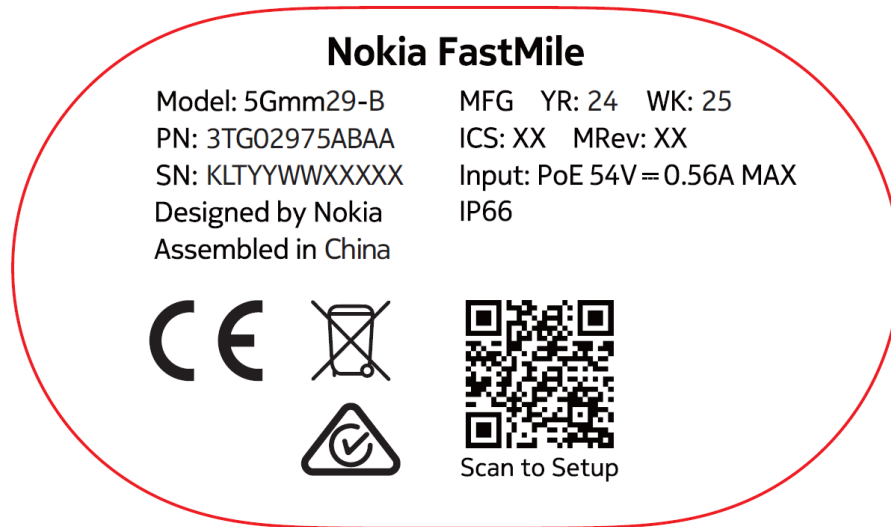 Nokia FastMile
Model: 5Gmm29-B
PN: 3TG02975ABAA
SN: KLTYYWWXXXXX
Designed by Nokia
Assembled in China
MFG YR: 24 WK: 25
ICS: XX MRev: XX
Input: PoE 54V⎓0.56A MAX
IP66
CE
Scan to Setup